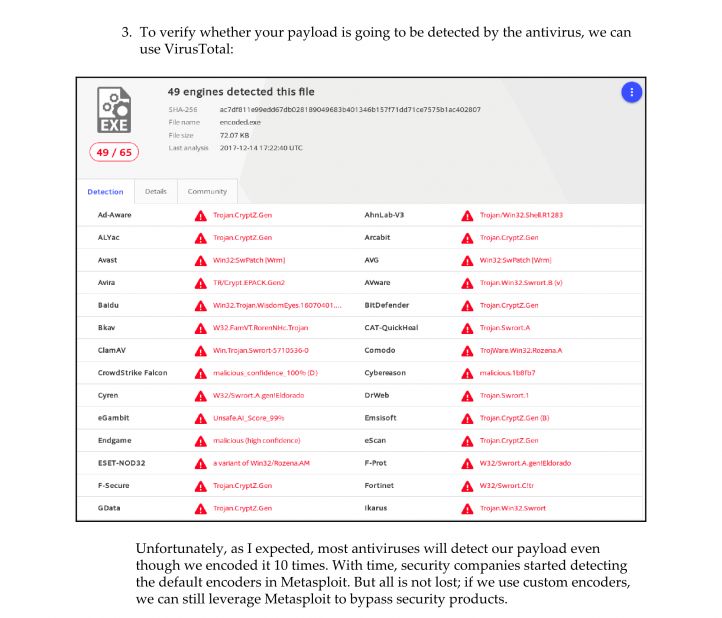 3. To verify whether your payload is going to be detected by the antivirus, we can
use VirusTotal:
49 engines detected this file
SHA-256 ac7df811e99edd67db028189049683b401346b157f71dd71ce7575b1ac402807
File name encoded.exe
File size 72.07 KB
Last analysis 2017-12-14 17:22:40 UTC
EXE
49 / 65
Detection Details Community
Ad-Aware Trojan.CryptZ.Gen AhnLab-V3 Trojan/Win32.Shell.R1283
ALYac Trojan.CryptZ.Gen Arcabit Trojan.CryptZ.Gen
Avast Win32:SwPatch [Wrm] AVG Win32:SwPatch [Wrm]
Avira TR/Crypt.EPACK.Gen2 AVware Trojan.Win32.Swrort.B (v)
Baidu Win32.Trojan.WisdomEyes.16070401.... BitDefender Trojan.CryptZ.Gen
Bkav W32.FamVT.RorenNHc.Trojan CAT-QuickHeal Trojan.Swrort.A
ClamAV Win.Trojan.Swrort-5710536-0 Comodo TrojWare.Win32.Rozena.A
CrowdStrike Falcon malicious_confidence_100% (D) Cybereason malicious.1b8fb7
Cyren W32/Swrort.A.gen!Eldorado DrWeb Trojan.Swrort.1
eGambit Unsafe.AI_Score_99% Emsisoft Trojan.CryptZ.Gen (B)
Endgame malicious (high confidence) eScan Trojan.CryptZ.Gen
ESET-NOD32 a variant of Win32/Rozena.AM F-Prot W32/Swrort.A.gen!Eldorado
F-Secure Trojan.CryptZ.Gen Fortinet W32/Swrort.C!tr
GData Trojan.CryptZ.Gen Ikarus Trojan.Win32.Swrort
Unfortunately, as I expected, most antiviruses will detect our payload even
though we encoded it 10 times. With time, security companies started detecting
the default encoders in Metasploit. But all is not lost; if we use custom encoders,
we can still leverage Metasploit to bypass security products.